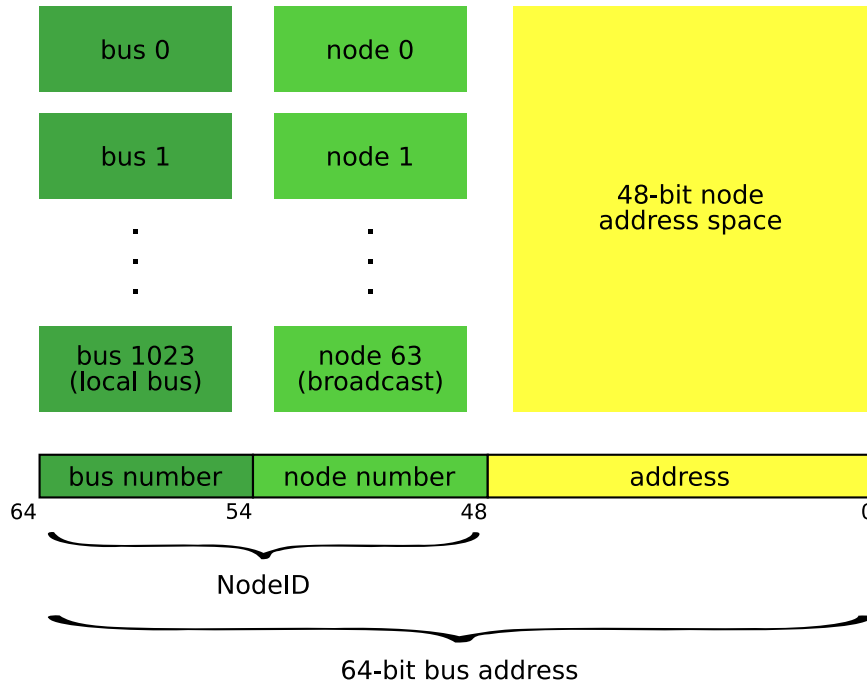 bus 0
node 0
bus 1
node 1
48-bit node
address space
bus 1023
(local bus)
node 63
(broadcast)
bus number
node number
address
64
54
48
0
NodeID
64-bit bus address